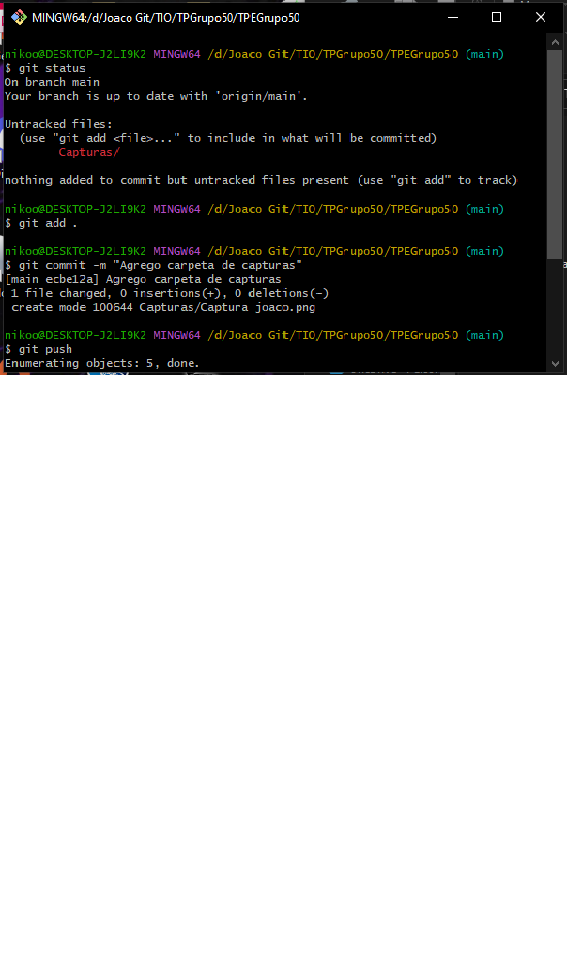 MINGW64:/d/Joaco Git/TIO/TPGrupo50/TPEGrupo50
nikoo@DESKTOP-J2LI9K2 MINGW64 /d/Joaco Git/TIO/TPGrupo50/TPEGrupo50 (main)
$ git status
On branch main
Your branch is up to date with 'origin/main'.
Untracked files:
(use "git add <file>..." to include in what will be committed)
Capturas/
nothing added to commit but untracked files present (use "git add" to track)
nikoo@DESKTOP-J2LI9K2 MINGW64 /d/Joaco Git/TIO/TPGrupo50/TPEGrupo50 (main)
$ git add .
nikoo@DESKTOP-J2LI9K2 MINGW64 /d/Joaco Git/TIO/TPGrupo50/TPEGrupo50 (main)
$ git commit -m "Agrego carpeta de capturas"
[main ecbe12a] Agrego carpeta de capturas
1 file changed, 0 insertions(+), 0 deletions(-)
create mode 100644 Capturas/Captura joaco.png
nikoo@DESKTOP-J2LI9K2 MINGW64 /d/Joaco Git/TIO/TPGrupo50/TPEGrupo50 (main)
$ git push
Enumerating objects: 5, done.